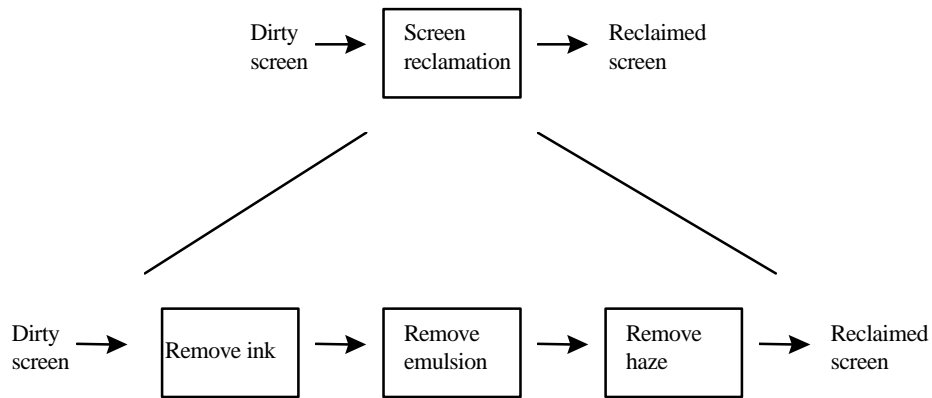 Dirty
screen
Screen
reclamation
Reclaimed
screen
Dirty
screen
Remove ink
Remove
emulsion
Remove
haze
Reclaimed
screen